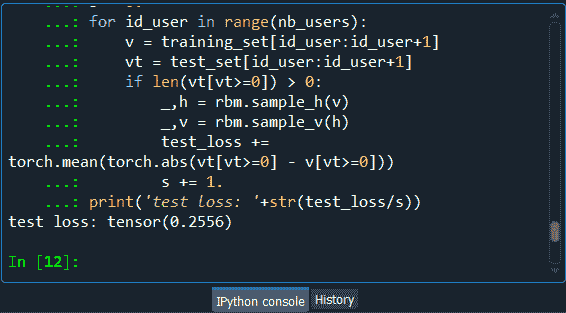 ...: for id_user in range(nb_users):
...:     v = training_set[id_user:id_user+1]
...:     vt = test_set[id_user:id_user+1]
...:     if len(vt[vt>=0]) > 0:
...:         _,h = rbm.sample_h(v)
...:         _,v = rbm.sample_v(h)
...:         test_loss +=
torch.mean(torch.abs(vt[vt>=0] - v[vt>=0]))
...:         s += 1.
...: print('test loss: '+str(test_loss/s))
test loss: tensor(0.2556)
In [12]:
IPython console History